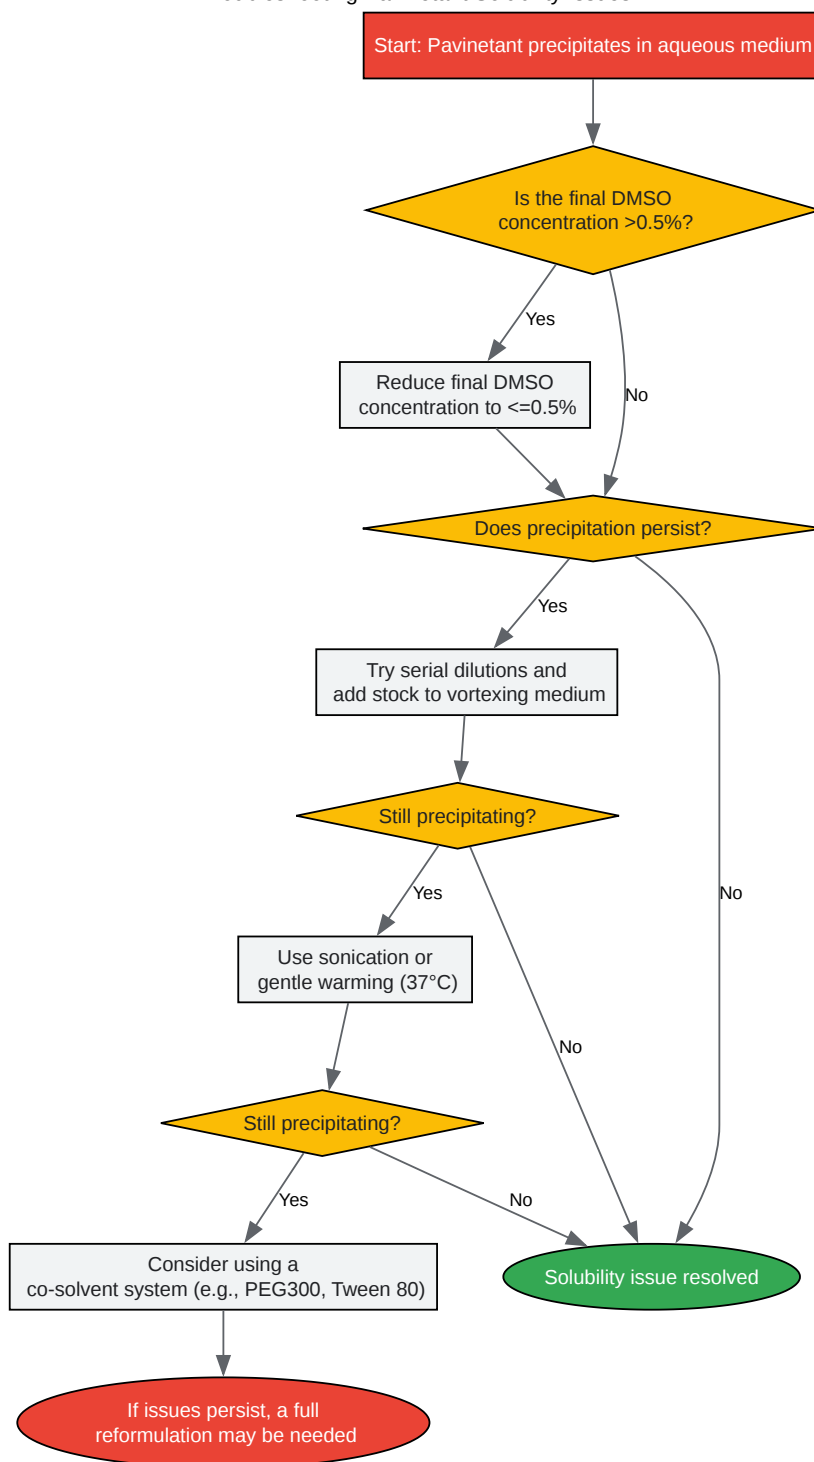 Start: Pavinetant precipitates in aqueous medium
Is the final DMSO
concentration >0.5%?
Yes
Reduce final DMSO
concentration to <=0.5%
No
Does precipitation persist?
Yes
Try serial dilutions and
add stock to vortexing medium
Still precipitating?
Yes
No
Use sonication or
gentle warming (37°C)
No
Still precipitating?
Yes
No
Consider using a
co-solvent system (e.g., PEG300, Tween 80)
Solubility issue resolved
If issues persist, a full
reformulation may be needed